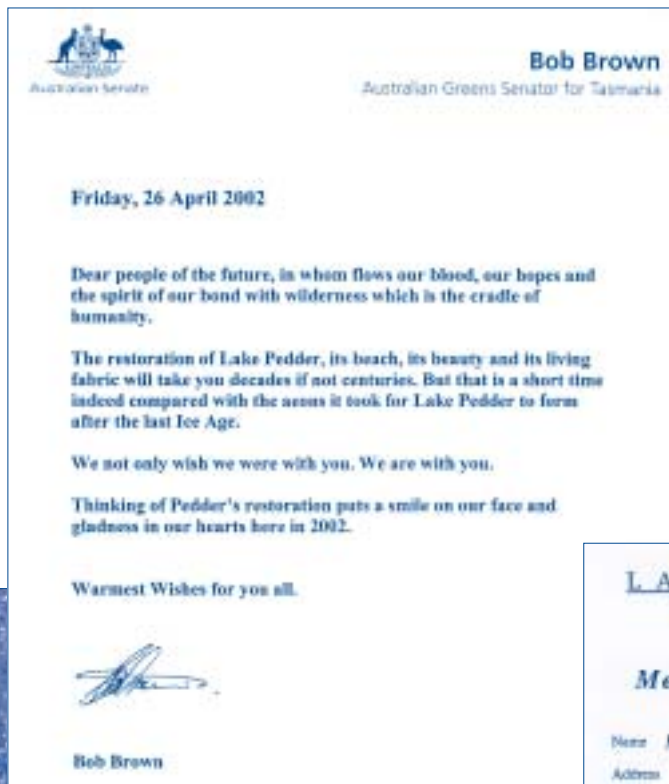 Bob Brown
Australian Senate
Australian Greens Senator for Tasmania
Friday, 26 April 2002
Dear people of the future, in whom flows our blood, our hopes and
the spirit of our bond with wilderness which is the cradle of
humanity.
The restoration of Lake Pedder, its beach, its beauty and its living
fabric will take you decades if not centuries. But that is a short time
indeed compared with the aeons it took for Lake Pedder to form
after the last Ice Age.
We not only wish we were with you. We are with you.
Thinking of Pedder's restoration puts a smile on our face and
gladness in our hearts here in 2002.
Warmest Wishes for you all.
Bob Brown
L A
Me
Name
Address